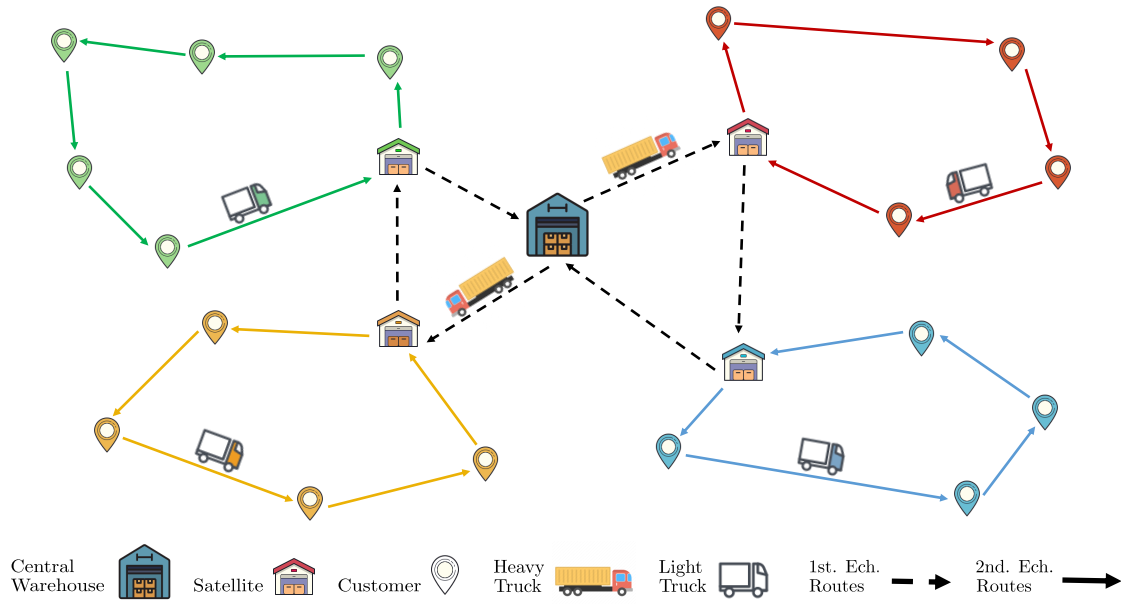 Central
Warehouse
Satellite
Customer
Heavy
Truck
Light
Truck
1st. Ech.
Routes
2nd. Ech.
Routes